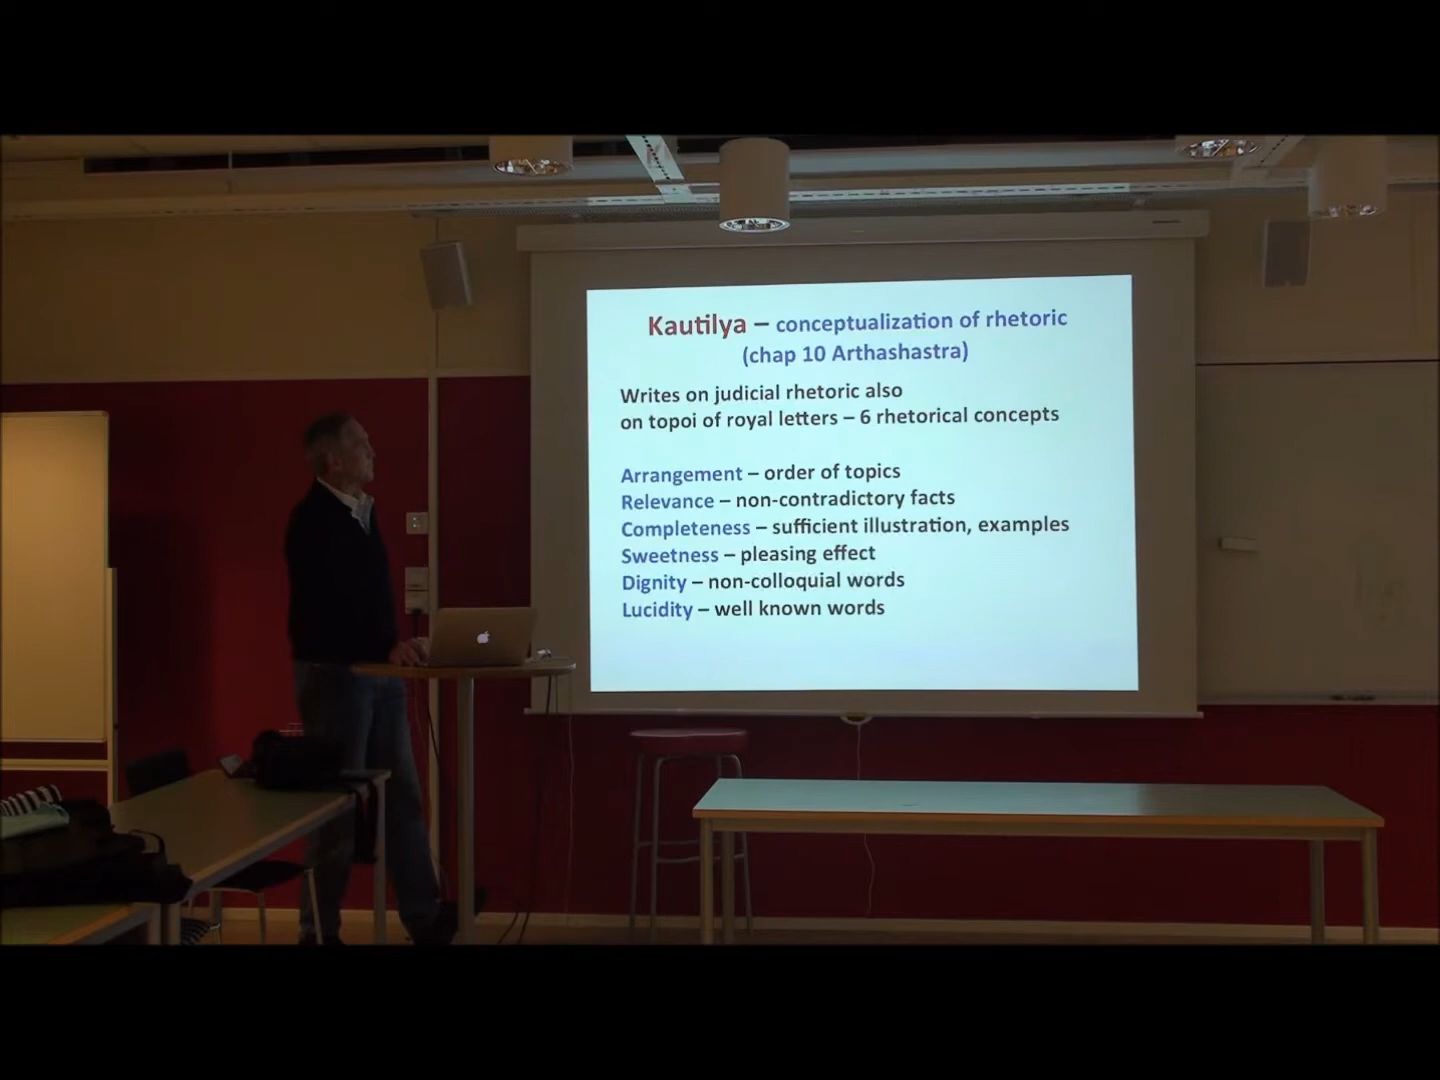 Kautilya – conceptualization of rhetoric
(chap 10 Arthashastra)
Writes on judicial rhetoric also
on topoi of royal letters – 6 rhetorical concepts
Arrangement – order of topics
Relevance – non-contradictory facts
Completeness – sufficient illustration, examples
Sweetness – pleasing effect
Dignity – non-colloquial words
Lucidity – well known words